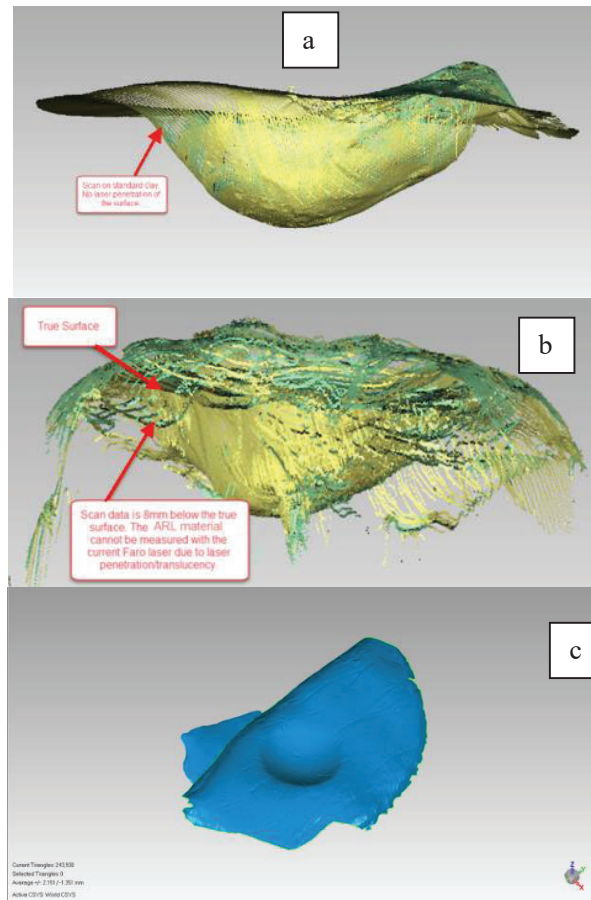 a
Scan on standard clay.
No laser penetration of
the surface.
True Surface
b
Scan data is 8mm below the true
surface. The ARL material
cannot be measured with the
current Faro laser due to laser
penetration/translucency
c
Current Triangles:
Selected Triangles: 0
Average +/-
Active CSYS: World CSYS
Z
Y
X